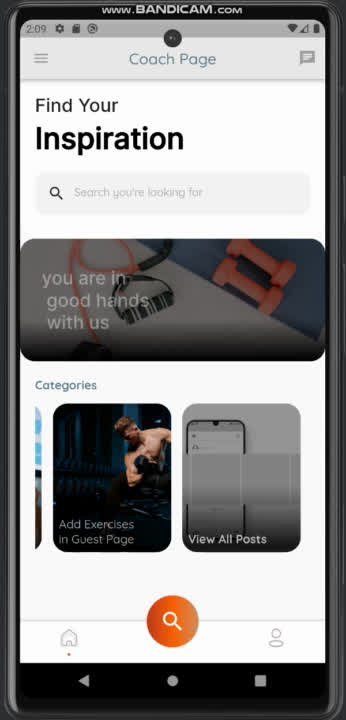 www.BANDICAM.com
2:09
Coach Page
Find Your
Inspiration
Search you're looking for
you are in
good hands
with us
Categories
Add Exercises
in Guest Page
View All Posts